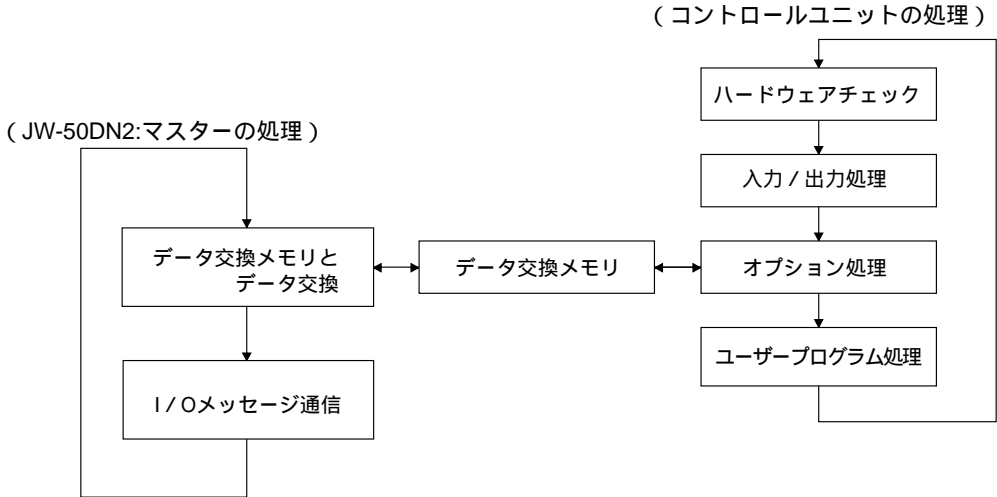 （コントロールユニットの処理）
ハードウェアチェック
（JW-50DN2:マスターの処理）
入力 / 出力処理
データ交換メモリと
データ交換
データ交換メモリ
オプション処理
ユーザープログラム処理
I / Oメッセージ通信